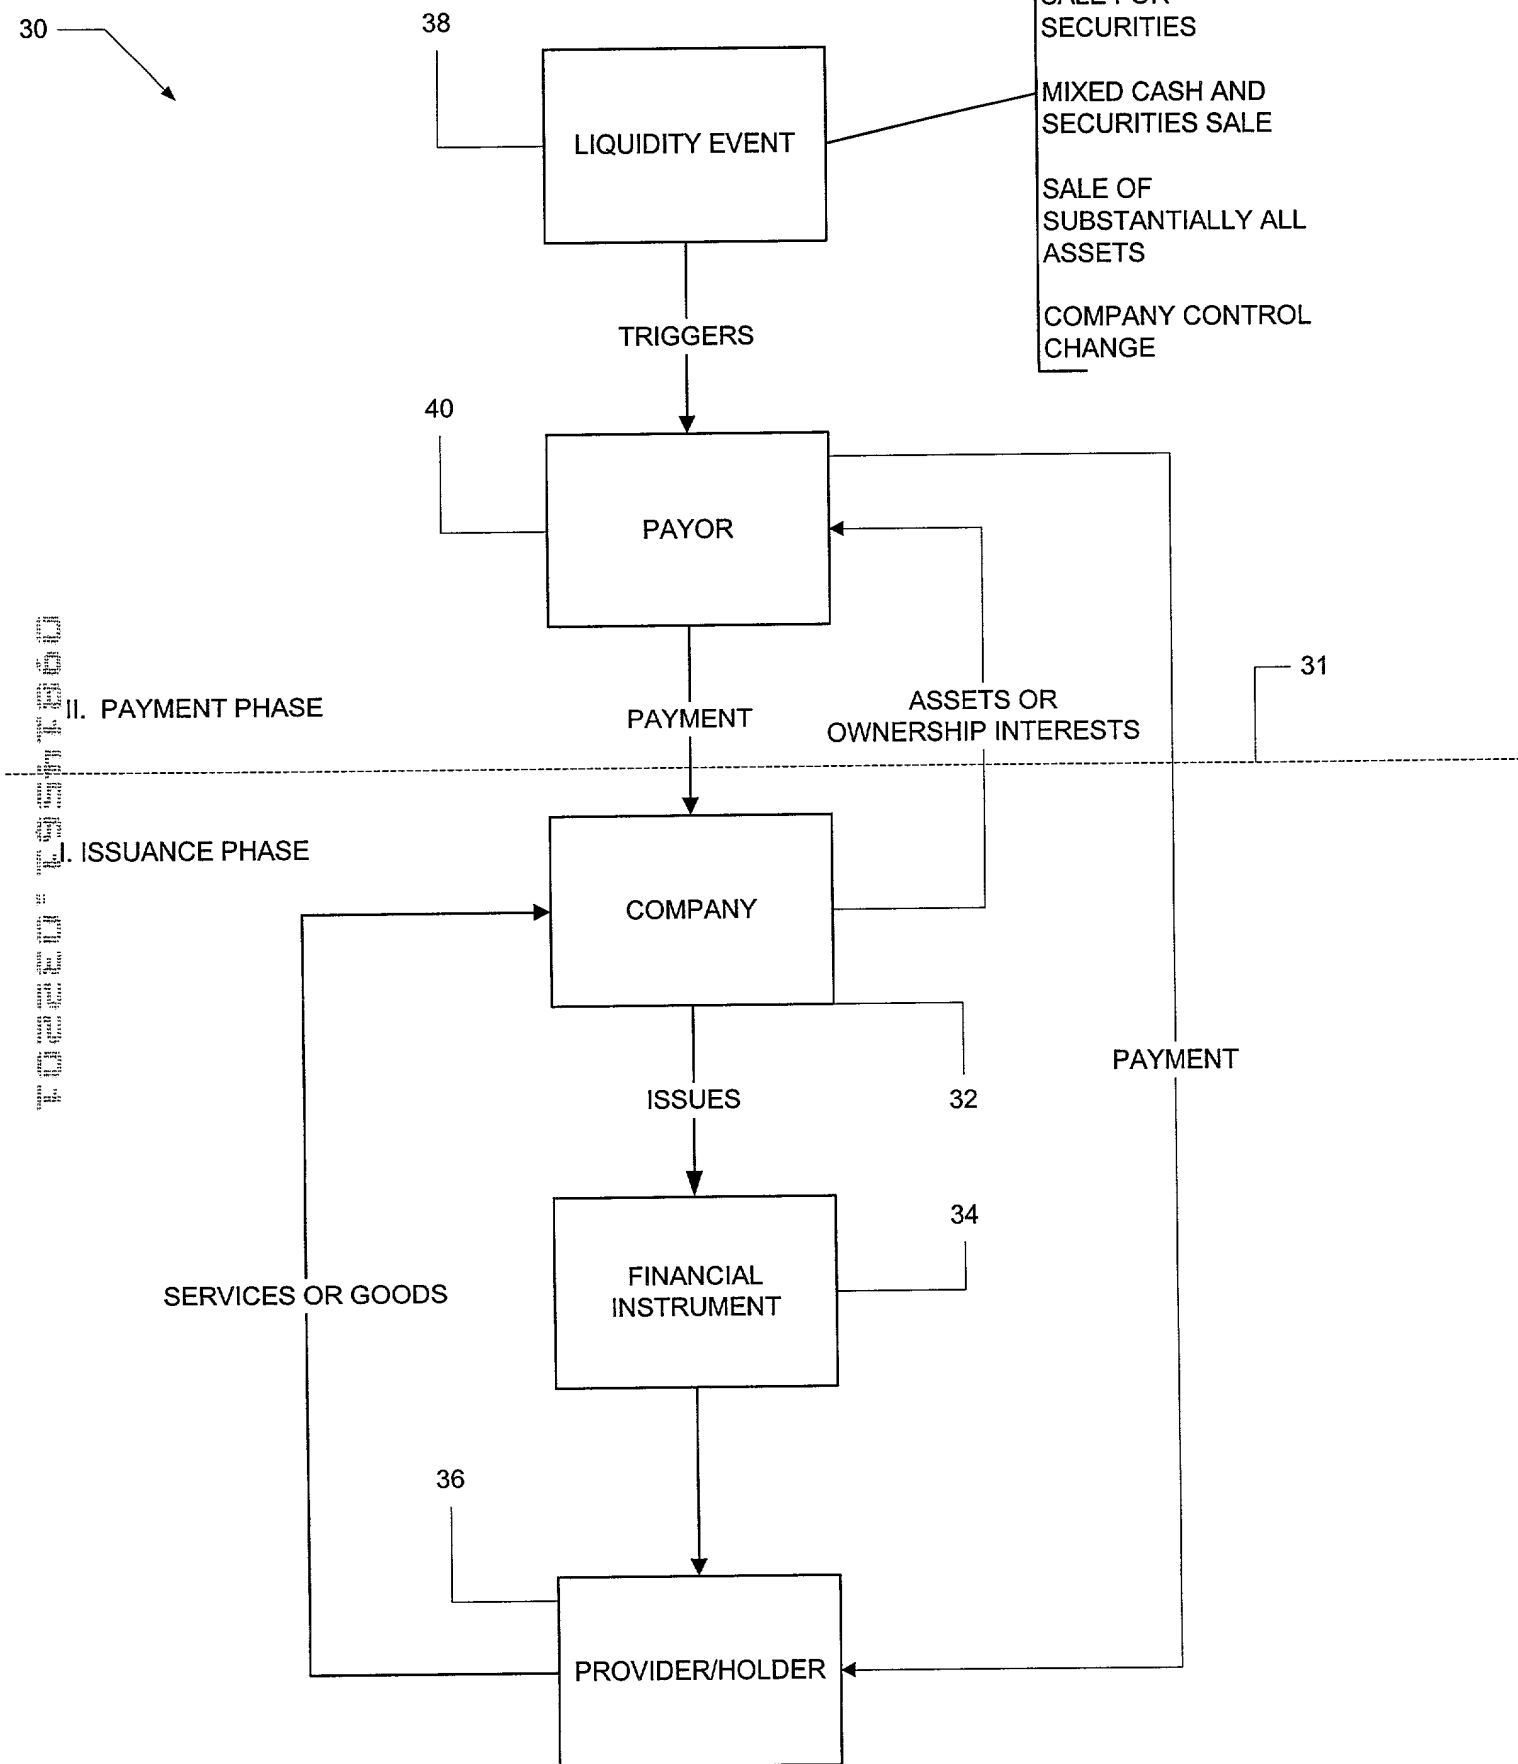 30
38
SALE FOR
SECURITIES
MIXED CASH AND
SECURITIES SALE
LIQUIDITY EVENT
SALE OF
SUBSTANTIALLY ALL
ASSETS
COMPANY CONTROL
CHANGE
TRIGGERS
40
PAYOR
31
II. PAYMENT PHASE
PAYMENT
ASSETS OR
OWNERSHIP INTERESTS
I. ISSUANCE PHASE
COMPANY
PAYMENT
ISSUES
32
34
FINANCIAL
INSTRUMENT
SERVICES OR GOODS
36
PROVIDER/HOLDER